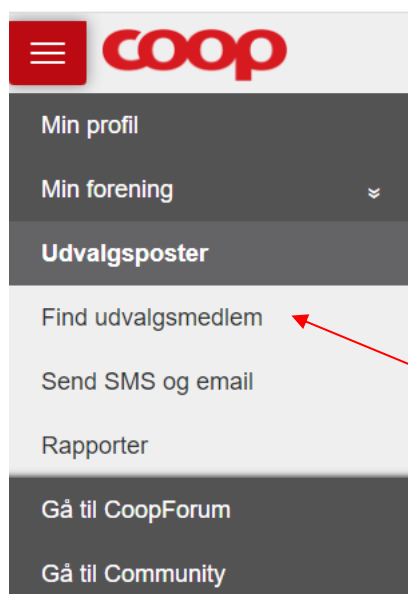 coop
Min profil
Min forening
Udvalgsposter
Find udvalgsmedlem
Send SMS og email
Rapporter
Gå til CoopForum
Gå til Community